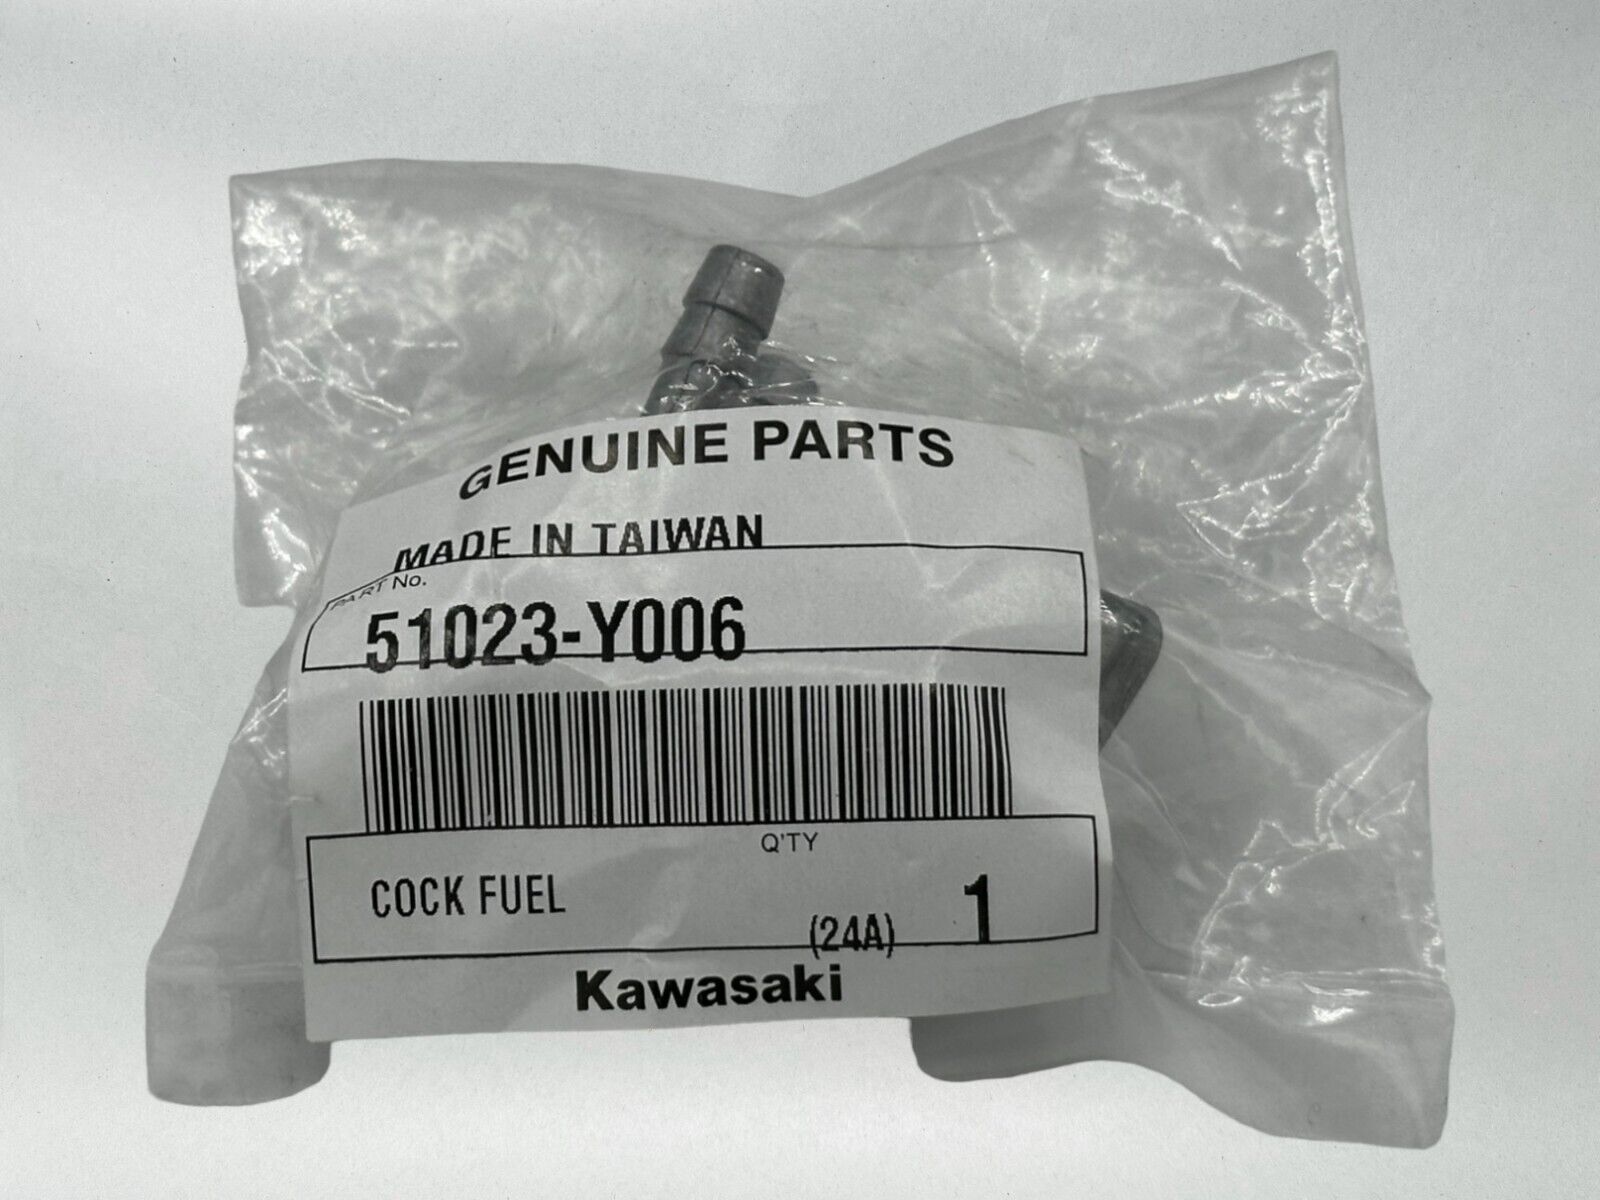 GENUINE PARTS
MADE IN TAIWAN
PART No.
51023-Y006
Q'TY
COCK FUEL
(24A) 1
Kawasaki